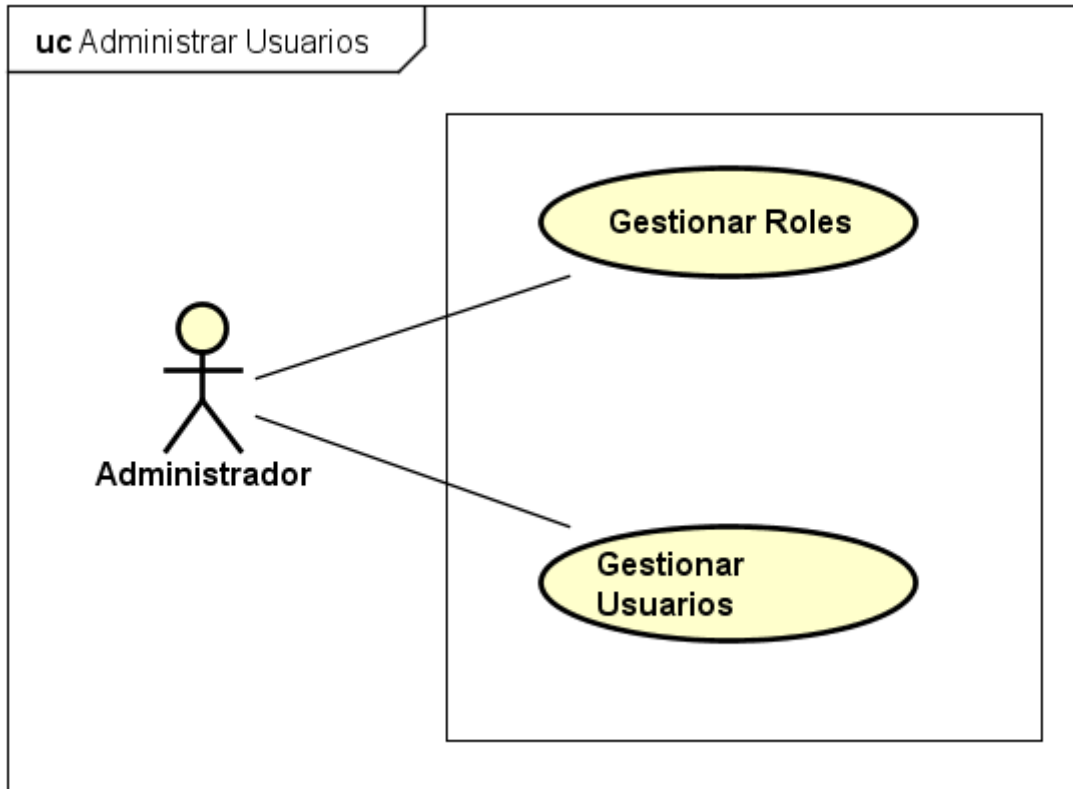 uc Administrar Usuarios
Gestionar Roles
Administrador
Gestionar
Usuarios